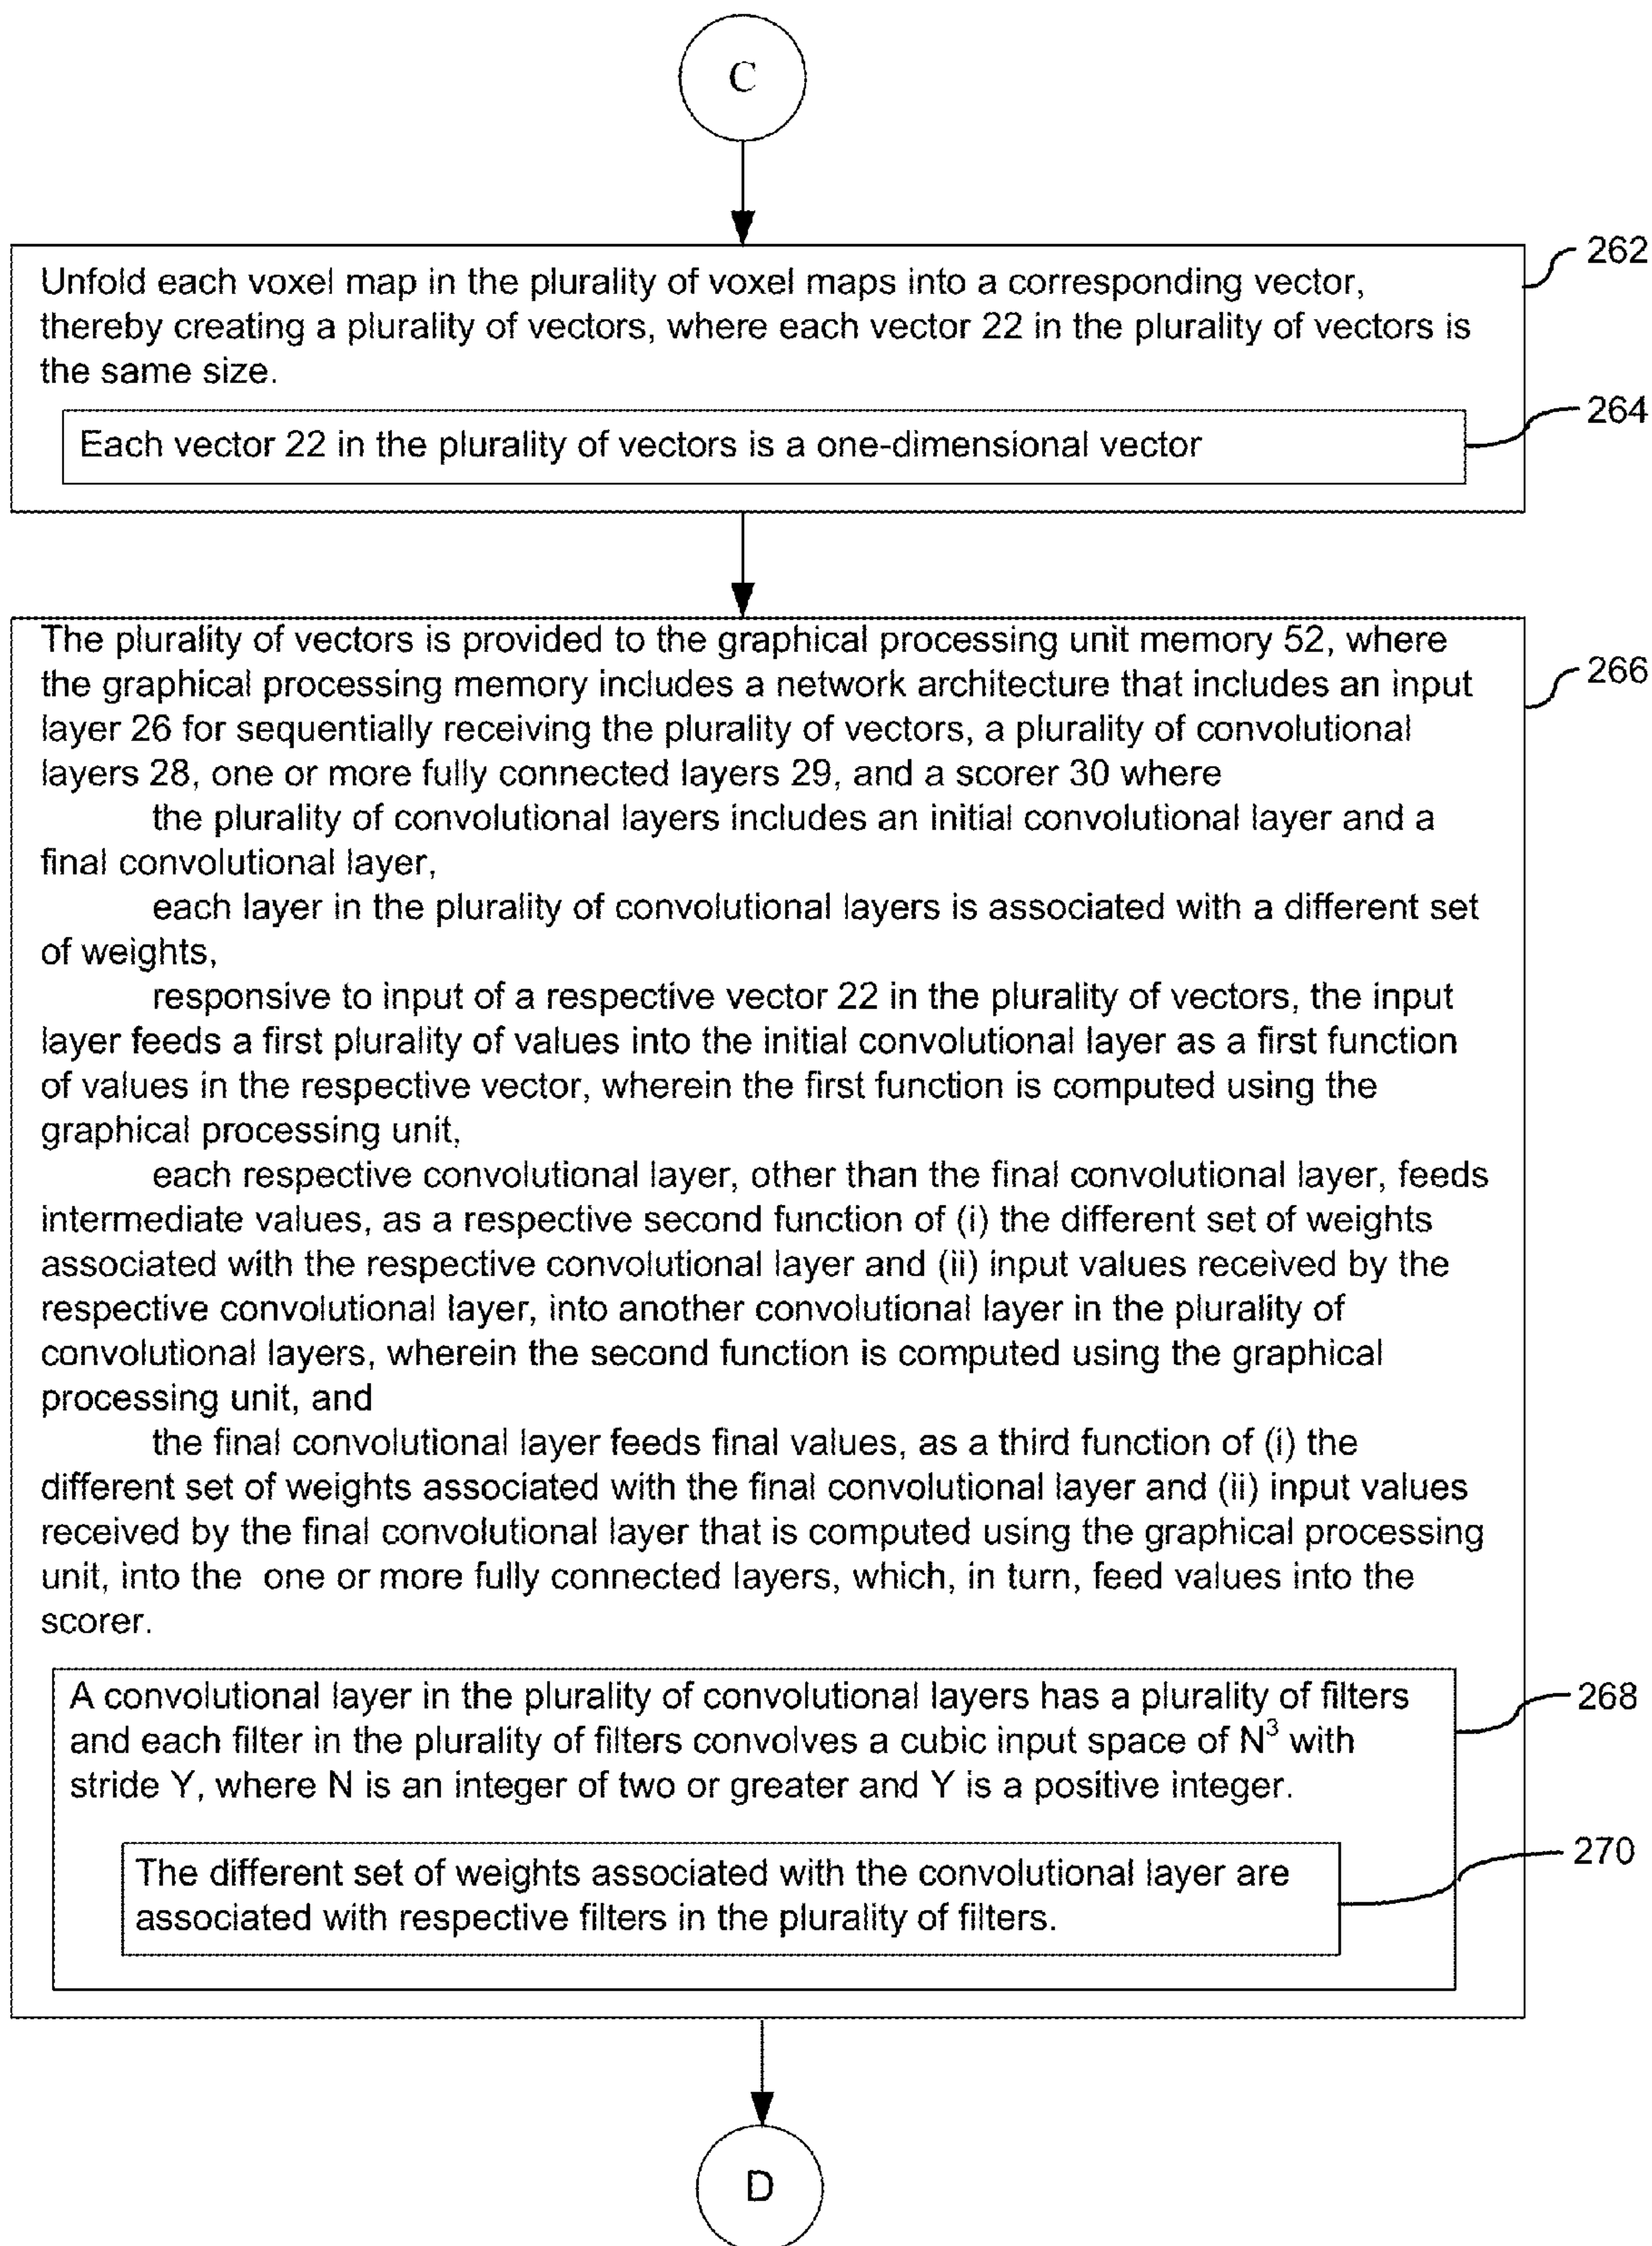 C
262
Unfold each voxel map in the plurality of voxel maps into a corresponding vector,
thereby creating a plurality of vectors, where each vector 22 in the plurality of vectors is
the same size.
264
Each vector 22 in the plurality of vectors is a one-dimensional vector
The plurality of vectors is provided to the graphical processing unit memory 52, where
266
the graphical processing memory includes a network architecture that includes an input
layer 26 for sequentially receiving the plurality of vectors, a plurality of convolutional
layers 28, one or more fully connected layers 29, and a scorer 30 where
the plurality of convolutional layers includes an initial convolutional layer and a
final convolutional layer,
each layer in the plurality of convolutional layers is associated with a different set
of weights,
responsive to input of a respective vector 22 in the plurality of vectors, the input
layer feeds a first plurality of values into the initial convolutional layer as a first function
of values in the respective vector, wherein the first function is computed using the
graphical processing unit,
each respective convolutional layer, other than the final convolutional layer, feeds
intermediate values, as a respective second function of (i) the different set of weights
associated with the respective convolutional layer and (ii) input values received by the
respective convolutional layer, into another convolutional layer in the plurality of
convolutional layers, wherein the second function is computed using the graphical
processing unit, and
the final convolutional layer feeds final values, as a third function of (i) the
different set of weights associated with the final convolutional layer and (ii) input values
received by the final convolutional layer that is computed using the graphical processing
unit, into the one or more fully connected layers, which, in turn, feed values into the
scorer.
A convolutional layer in the plurality of convolutional layers has a plurality of filters
268
and each filter in the plurality of filters convolves a cubic input space of N³ with
stride Y, where N is an integer of two or greater and Y is a positive integer.
270
The different set of weights associated with the convolutional layer are
associated with respective filters in the plurality of filters.
D